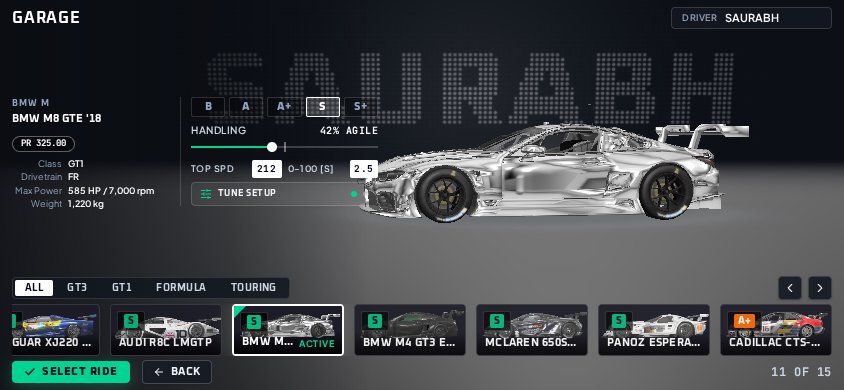 GARAGE
DRIVER SAURABH
SAURABH
BMW M
BMW M8 GTE '18
PR 325.00
Class GT1
Drivetrain FR
Max Power 585 HP / 7,000 rpm
Weight 1,220 kg
B A A+ S S+
HANDLING 42% AGILE
TOP SPD 212 0-100 [S] 2.5
TUNE SETUP
ALL GT3 GT1 FORMULA TOURING
S S S S S A+
GUAR XJ220 ... AUDI R8C LMGTP BMW M... ACTIVE BMW M4 GT3 E... MCLAREN 650S... PANOZ ESPERA... CADILLAC CTS-...
SELECT RIDE BACK
11 OF 15